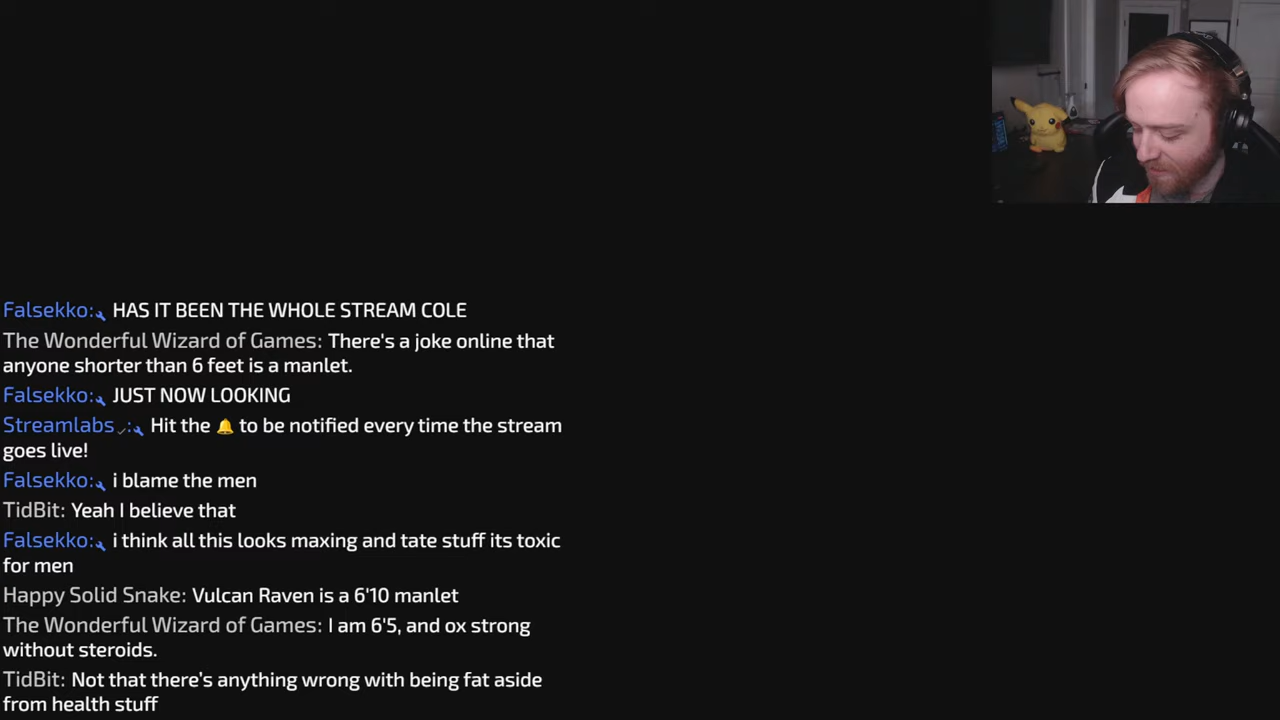 Falsekko: HAS IT BEEN THE WHOLE STREAM COLE
The Wonderful Wizard of Games: There's a joke online that
anyone shorter than 6 feet is a manlet.
Falsekko: JUST NOW LOOKING
Streamlabs: Hit the 🔔 to be notified every time the stream
goes live!
Falsekko: i blame the men
TidBit: Yeah I believe that
Falsekko: i think all this looks maxing and tate stuff its toxic
for men
Happy Solid Snake: Vulcan Raven is a 6'10 manlet
The Wonderful Wizard of Games: I am 6'5, and ox strong
without steroids.
TidBit: Not that there's anything wrong with being fat aside
from health stuff